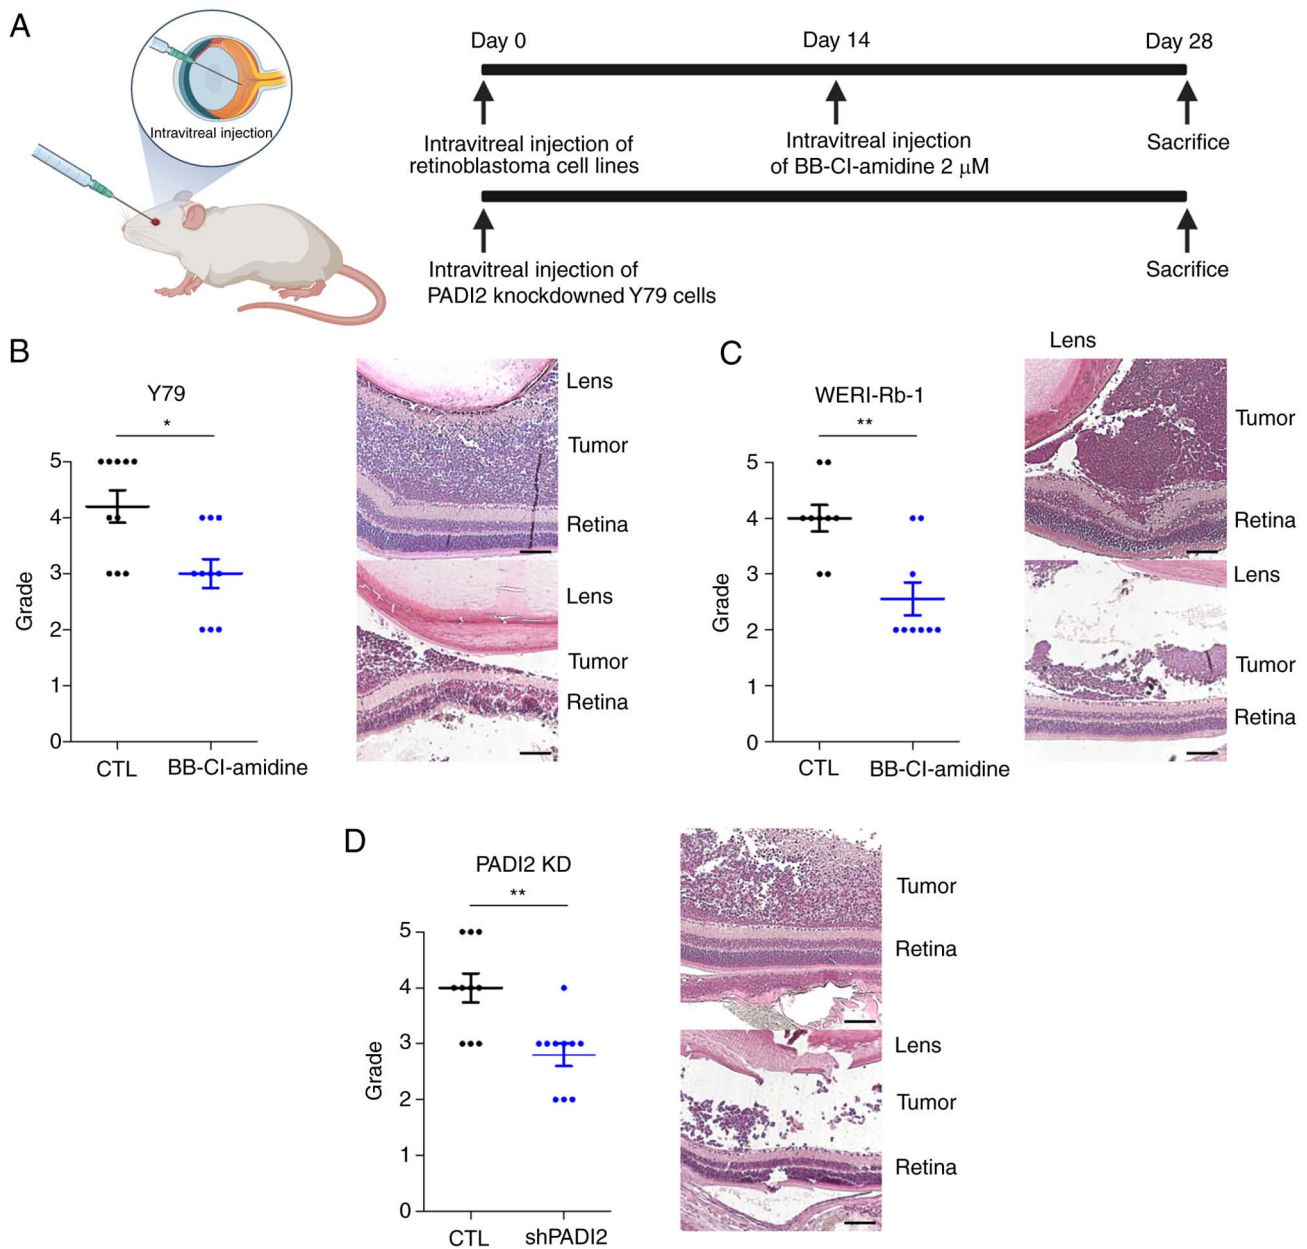 A
Intravitreal injection
Day 0
Day 14
Day 28
Intravitreal injection of
retinoblastoma cell lines
Intravitreal injection
of BB-CI-amidine 2 µM
Sacrifice
Intravitreal injection of
PADI2 knockdowned Y79 cells
Sacrifice
B
Y79
*
Grade
5
4
3
2
1
0
CTL
BB-CI-amidine
Lens
Tumor
Retina
Lens
Tumor
Retina
C
WERI-Rb-1
**
Grade
5
4
3
2
1
0
CTL
BB-CI-amidine
Lens
Tumor
Retina
Lens
Tumor
Retina
D
PADI2 KD
**
Grade
5
4
3
2
1
0
CTL
shPADI2
Tumor
Retina
Lens
Tumor
Retina